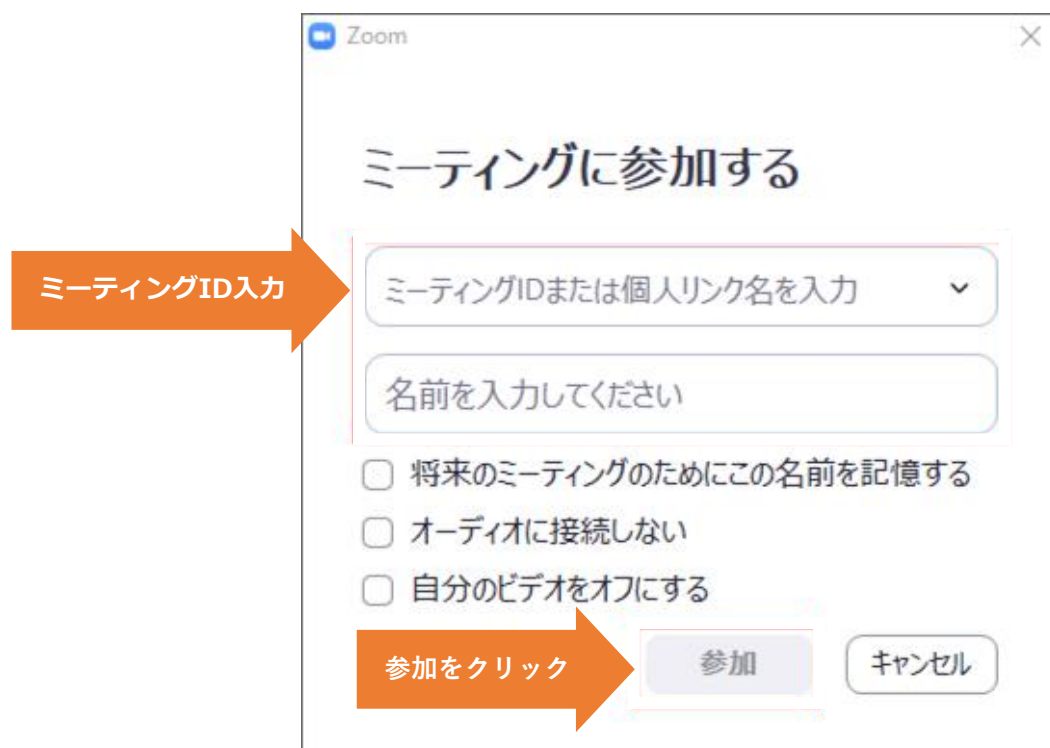 Zoom
ミーティングに参加する
ミーティングID入力
ミーティングIDまたは個人リンク名を入力
名前を入力してください
将来のミーティングのためにこの名前を記憶する
オーディオに接続しない
自分のビデオをオフにする
参加をクリック
参加
キャンセル